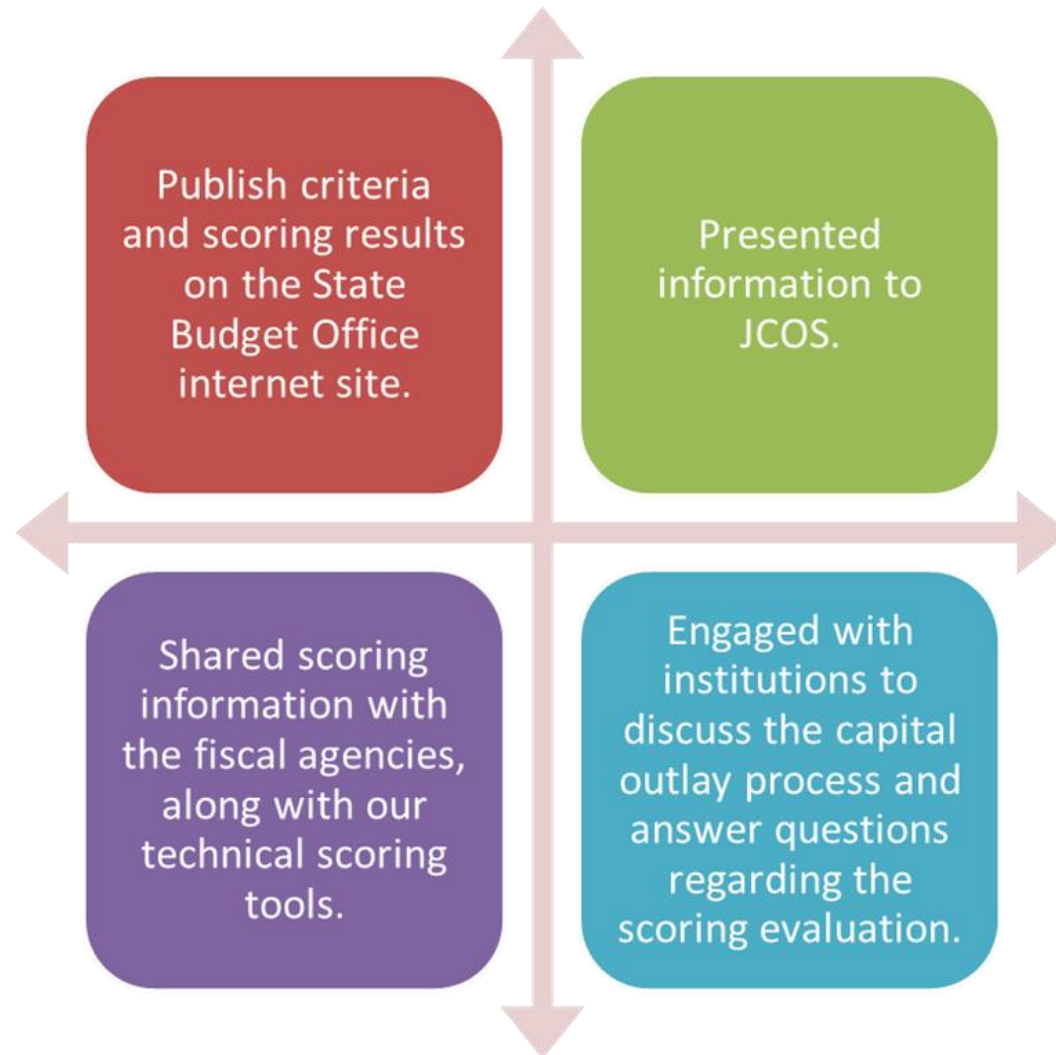 Publish criteria
and scoring results
on the State
Budget Office
internet site.
Presented
information to
JCOS.
Shared scoring
information with
the fiscal agencies,
along with our
technical scoring
tools.
Engaged with
institutions to
discuss the capital
outlay process and
answer questions
regarding the
scoring evaluation.